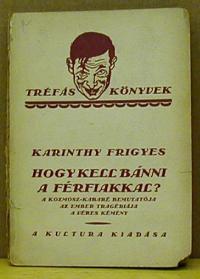 TRÉFÁS KÖNYVEK
KARINTHY FRIGYES
HOGY KELL BÁNNI
A FÉRFIAKKAL?
A KOZMOSZ-KABARÉ BEMUTATÓJA
AZ EMBER TRAGÉDIÁJA
A VÉRES KÉMÉNY
A KULTURA KIADÁSA